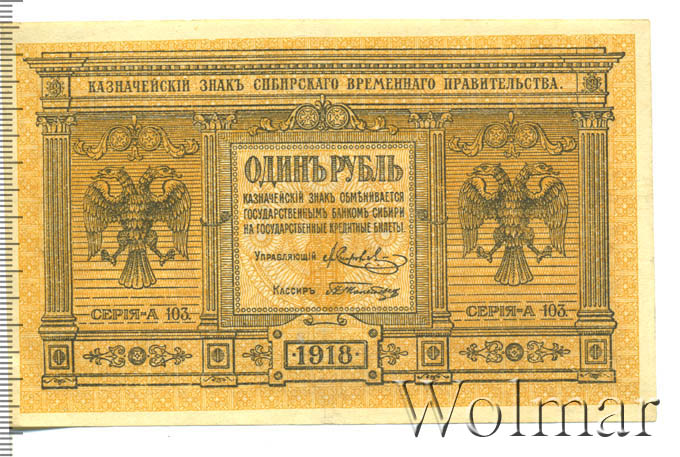 КАЗНАЧЕЙСКІЙ ЗНАКЪ СИБИРСКАГО ВРЕМЕННАГО ПРАВИТЕЛЬСТВА.
ОДИНЪ РУБЛЬ
КАЗНАЧЕЙСКІЙ ЗНАКЪ ОБМѢНИВАЕТСЯ
ГОСУДАРСТВЕННЫМЪ БАНКОМЪ СИБИРИ
НА ГОСУДАРСТВЕННЫЕ КРЕДИТНЫЕ БИЛЕТЫ.
УПРАВЛЯЮЩІЙ
КАССИРЪ
СЕРІЯ-А 103.
СЕРІЯ-А 103.
·1918·
Wolmar